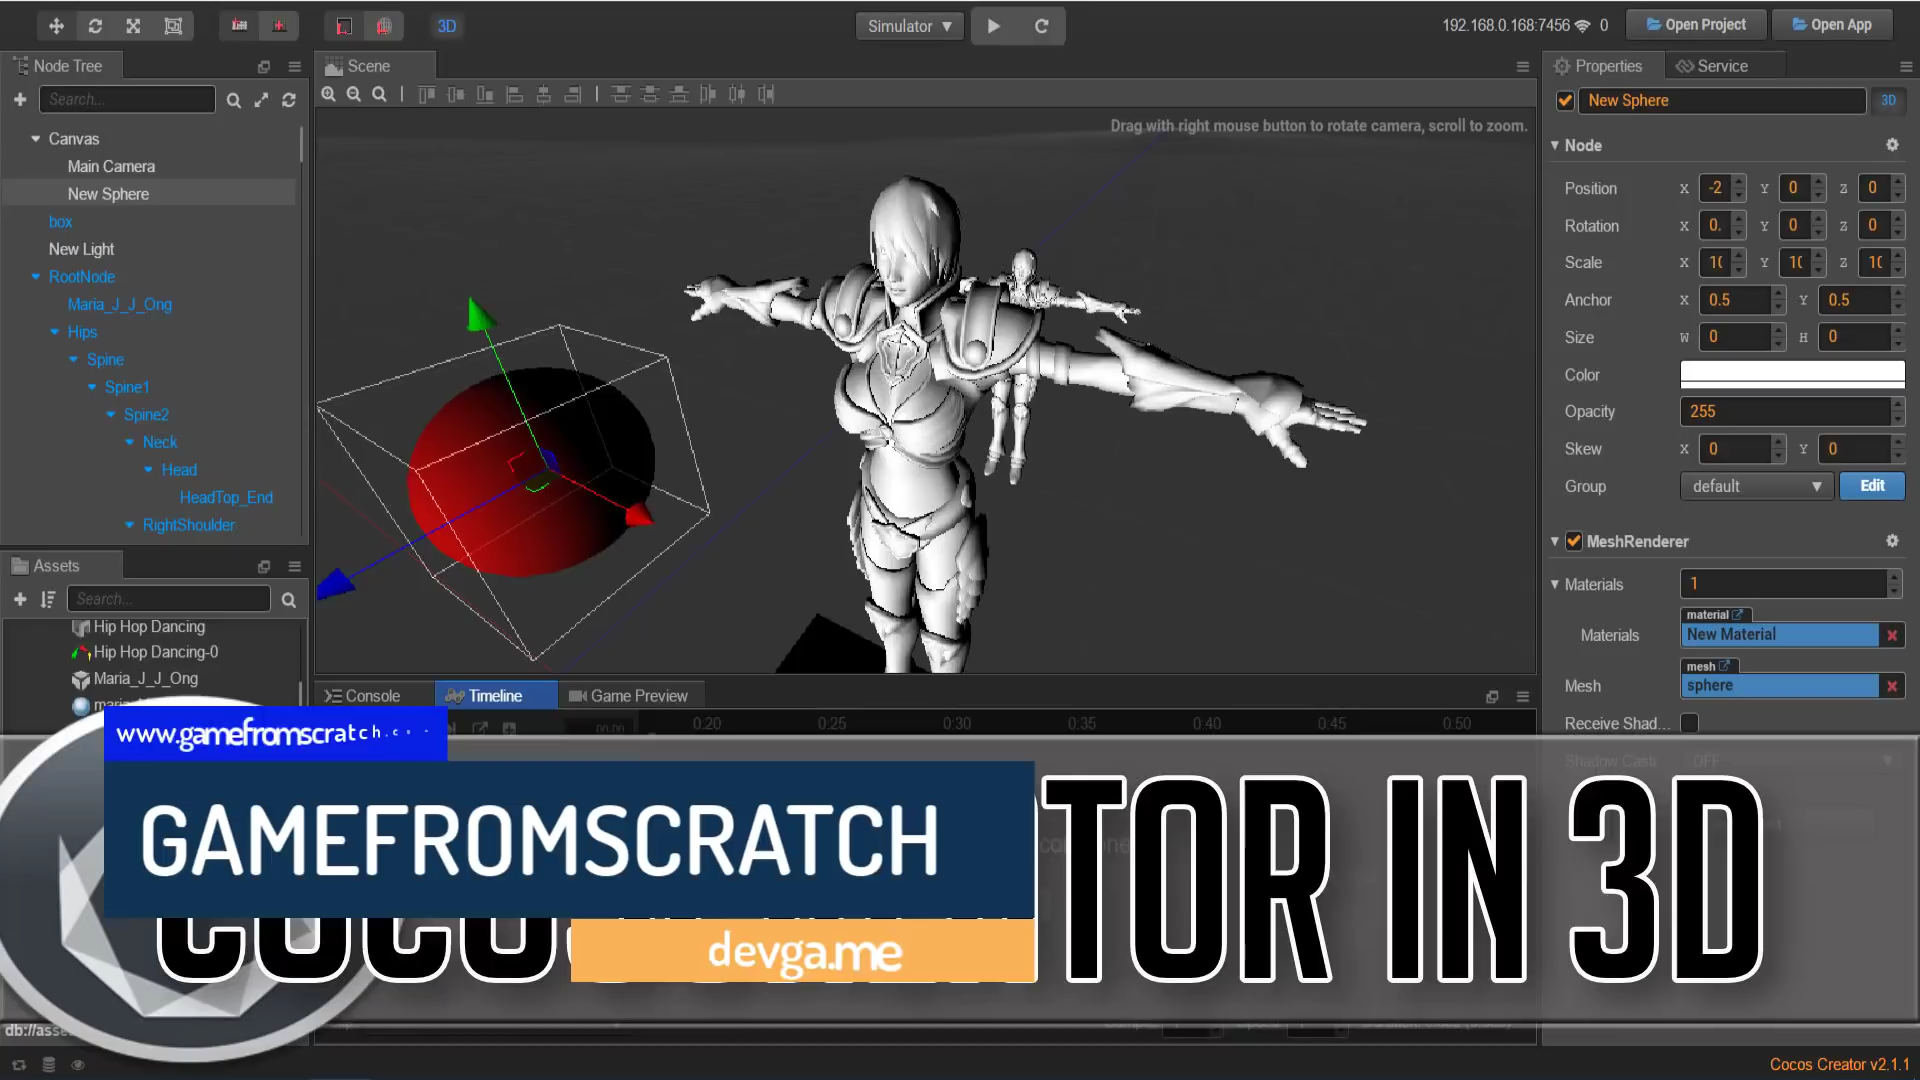 3D
Simulator
192.168.0.168:7456
0
Open Project
Open App
Node Tree
Scene
Properties
Service
Search...
New Sphere
3D
Drag with right mouse button to rotate camera, scroll to zoom.
Canvas
Main Camera
New Sphere
box
New Light
RootNode
Maria_J_J_Ong
Hips
Spine
Spine1
Spine2
Neck
Head
HeadTop_End
RightShoulder
Node
Position X -2 Y 0 Z 0
Rotation X 0. Y 0 Z 0
Scale X 10 Y 10 Z 10
Anchor X 0.5 Y 0.5
Size W 0 H 0
Color
Opacity 255
Skew X 0 Y 0
Group default Edit
MeshRenderer
Materials 1
material
Materials New Material
mesh
Mesh sphere
Receive Shad...
Shadow Casti OFF
Assets
Search...
Hip Hop Dancing
Hip Hop Dancing-0
Maria_J_J_Ong
Console
Timeline
Game Preview
00:00 0:20 0:25 0:30 0:35 0:40 0:45 0:50
www.gamefromscratch.
GAMEFROMSCRATCH
TOR IN 3D
devga.me
db://asse
Cocos Creator v2.1.1